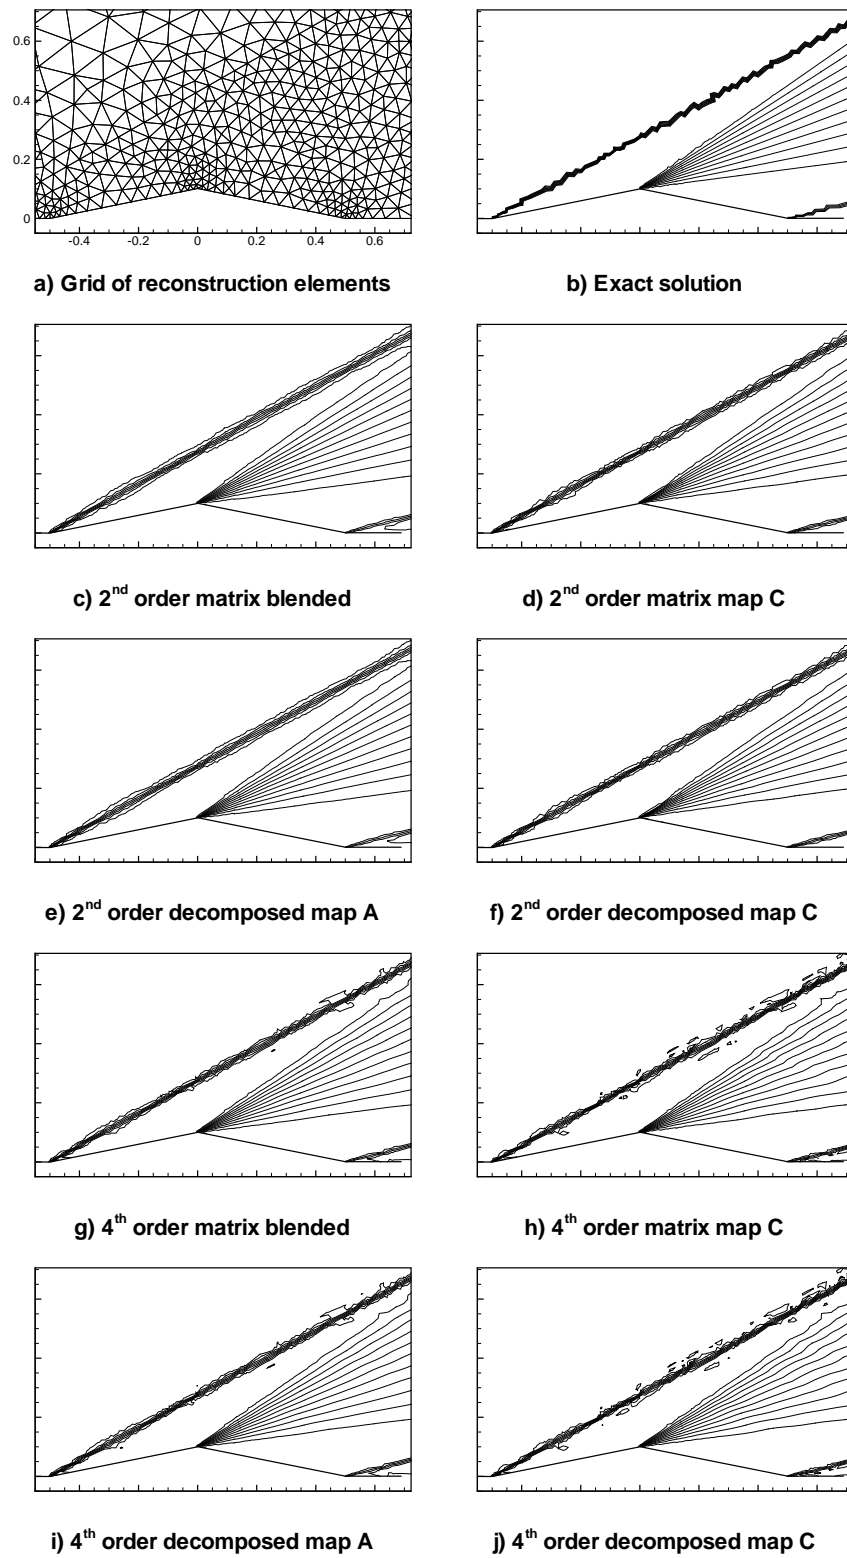 0.6
0.4
0.2
0
-0.4 -0.2 0 0.2 0.4 0.6
a) Grid of reconstruction elements
b) Exact solution
c) 2nd order matrix blended
d) 2nd order matrix map C
e) 2nd order decomposed map A
f) 2nd order decomposed map C
g) 4th order matrix blended
h) 4th order matrix map C
i) 4th order decomposed map A
j) 4th order decomposed map C